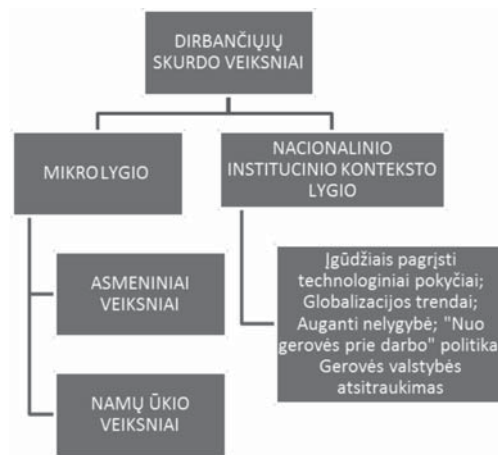 DIRBANČIŲJŲ
SKURDO VEIKSNIAI
MIKROLYGIO
NACIONALINIO
INSTITUCINIO KONTEKSTO
LYGIO
ASMENINIAI
VEIKSNIAI
NAMŲ ŪKIO
VEIKSNIAI
Įgūdžiais pagrįsti
technologiniai pokyčiai;
Globalizacijos trendai;
Auganti nelygybė; "Nuo
gerovės prie darbo" politika
Gerovės valstybės
atsitraukimas